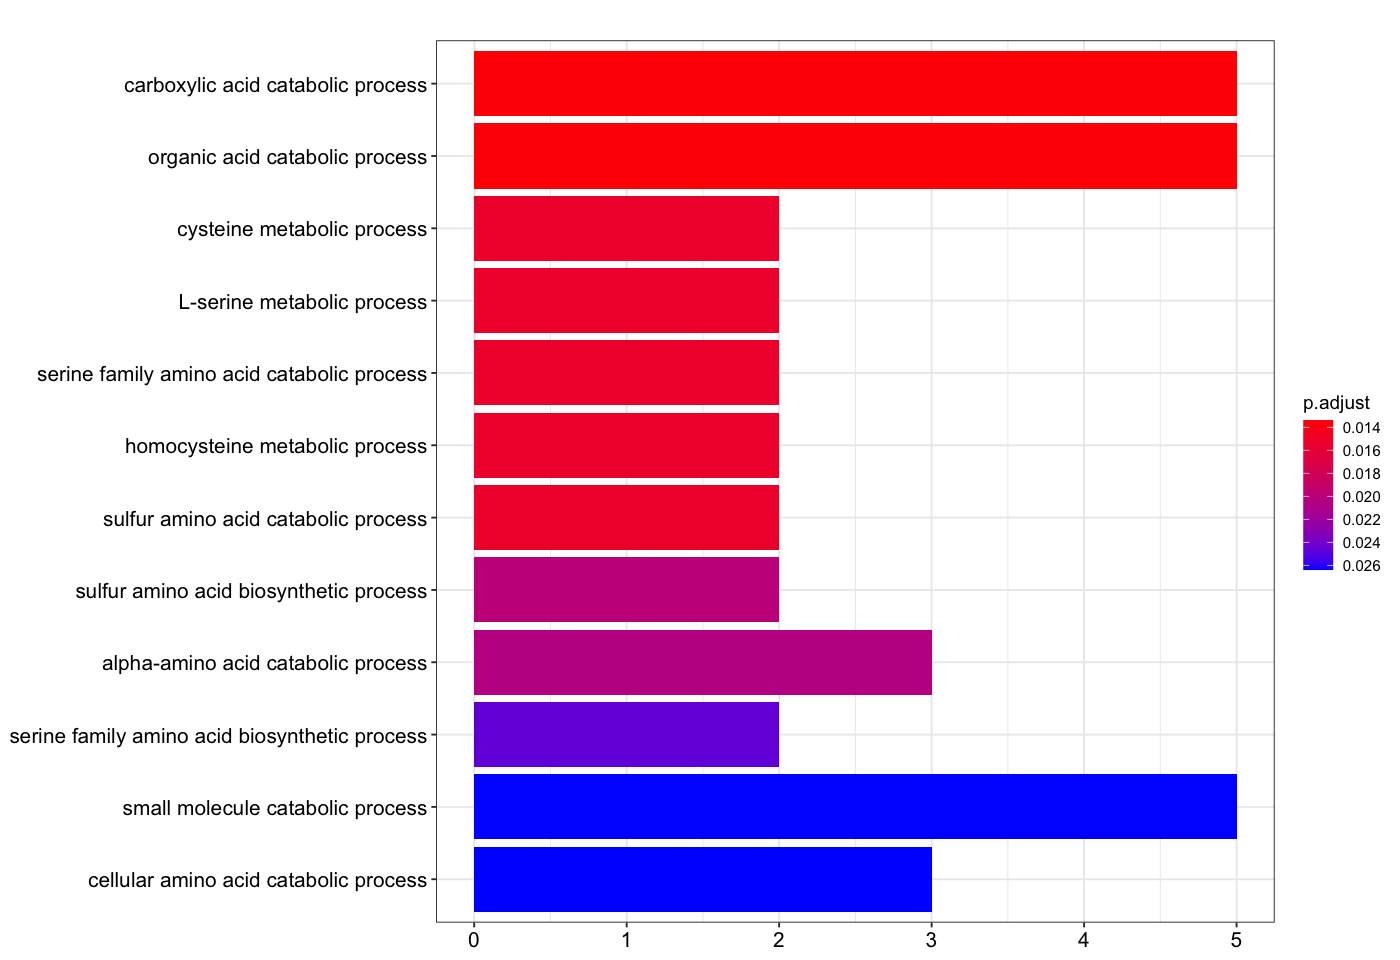 carboxylic acid catabolic process
organic acid catabolic process
cysteine metabolic process
L-serine metabolic process
serine family amino acid catabolic process
homocysteine metabolic process
sulfur amino acid catabolic process
sulfur amino acid biosynthetic process
alpha-amino acid catabolic process
serine family amino acid biosynthetic process
small molecule catabolic process
cellular amino acid catabolic process
0 1 2 3 4 5
p.adjust
0.014
0.016
0.018
0.020
0.022
0.024
0.026